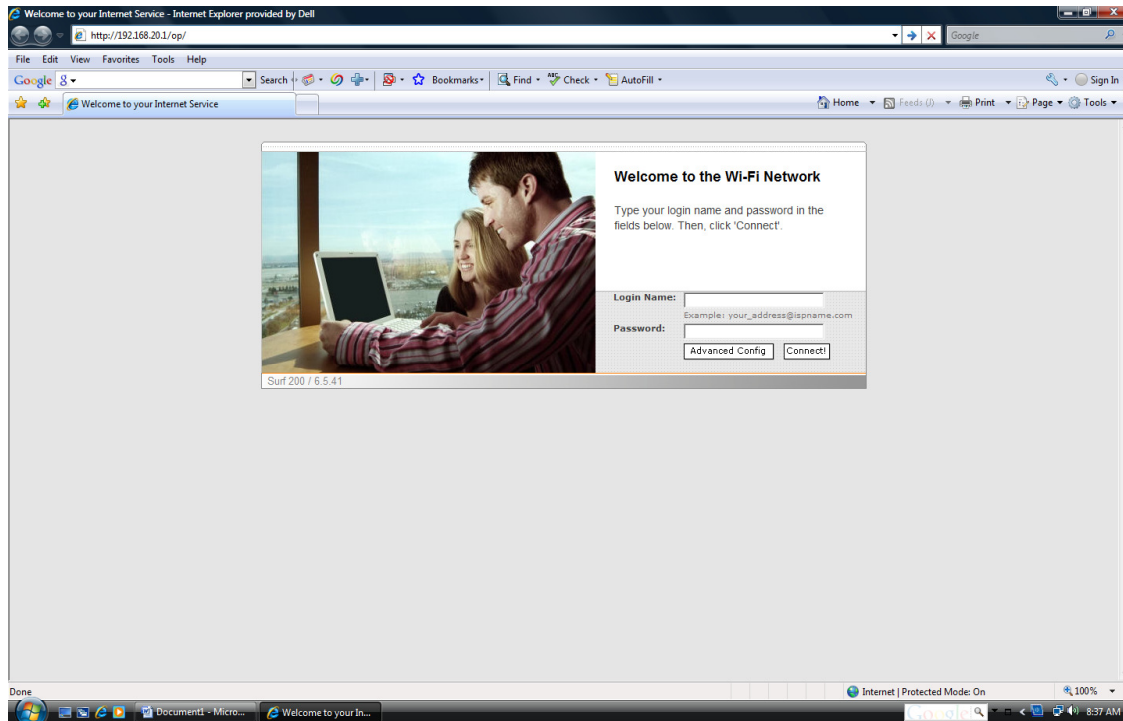 Welcome to your Internet Service - Internet Explorer provided by Dell
http://192.168.20.1/op/
Google
File Edit View Favorites Tools Help
Google Search Bookmarks Find Check AutoFill Sign In
Welcome to your Internet Service
Home Feeds (J) Print Page Tools
Welcome to the Wi-Fi Network
Type your login name and password in the
fields below. Then, click 'Connect'.
Login Name:
Example: your_address@ispname.com
Password:
Advanced Config Connect!
Surf 200 / 6.5.41
Done
Internet | Protected Mode: On
100%
Document1 - Micro...
Welcome to your In...
Google
8:37 AM